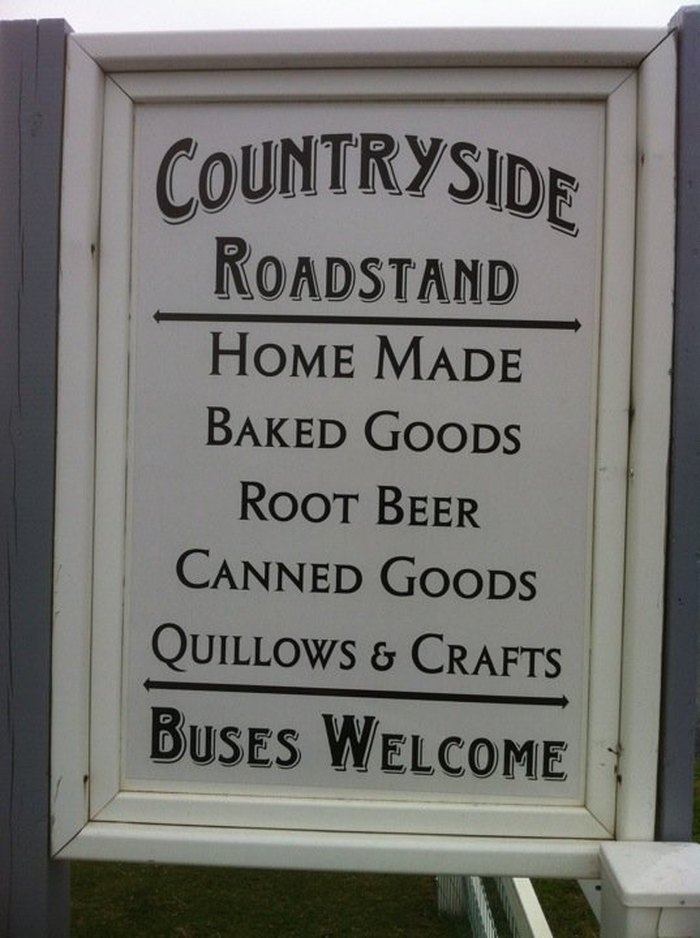 COUNTRYSIDE
ROADSTAND
HOME MADE
BAKED GOODS
ROOT BEER
CANNED GOODS
QUILLOWS & CRAFTS
BUSES WELCOME